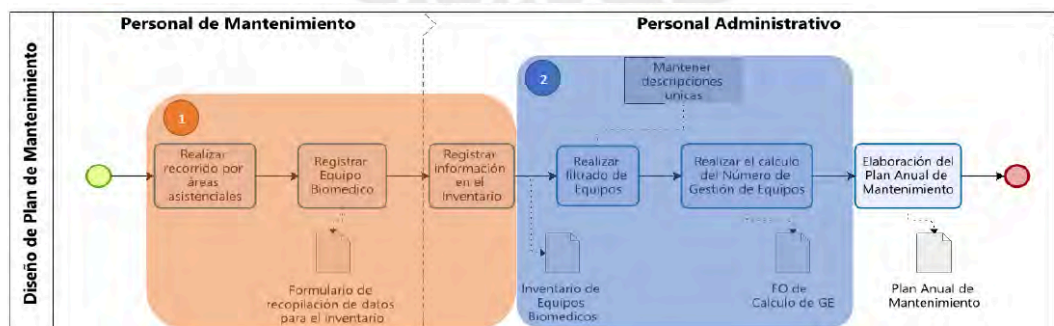 Personal de Mantenimiento
Personal Administrativo
Diseño de Plan de Mantenimiento
1
2
Mantener
descripciones
unicas
Realizar
recorrido por
áreas
asistenciales
Registrar
Equipo
Biomedico
Registrar
información
en el
Inventario
Realizar
filtrado de
Equipos
Realizar el calculo
del Número de
Gestión de Equipos
Elaboración del
Plan Anual de
Mantenimiento
Formulario de
recopilación de datos
para el inventario
Inventario de
Equipos
Biomedicos
FO de
Calculo de GE
Plan Anual de
Mantenimiento